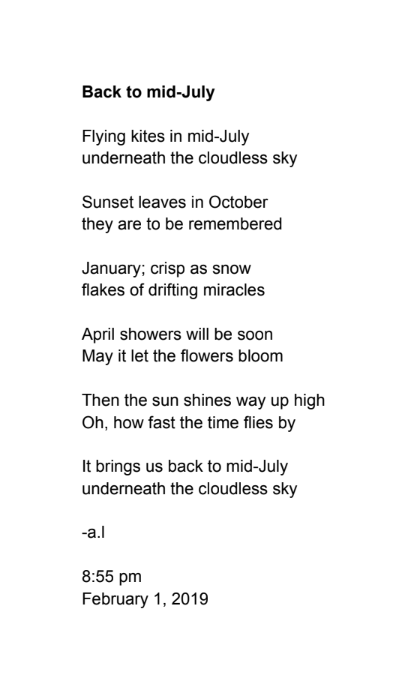 Back to mid-July
Flying kites in mid-July
underneath the cloudless sky
Sunset leaves in October
they are to be remembered
January; crisp as snow
flakes of drifting miracles
April showers will be soon
May it let the flowers bloom
Then the sun shines way up high
Oh, how fast the time flies by
It brings us back to mid-July
underneath the cloudless sky
-a.l
8:55 pm
February 1, 2019